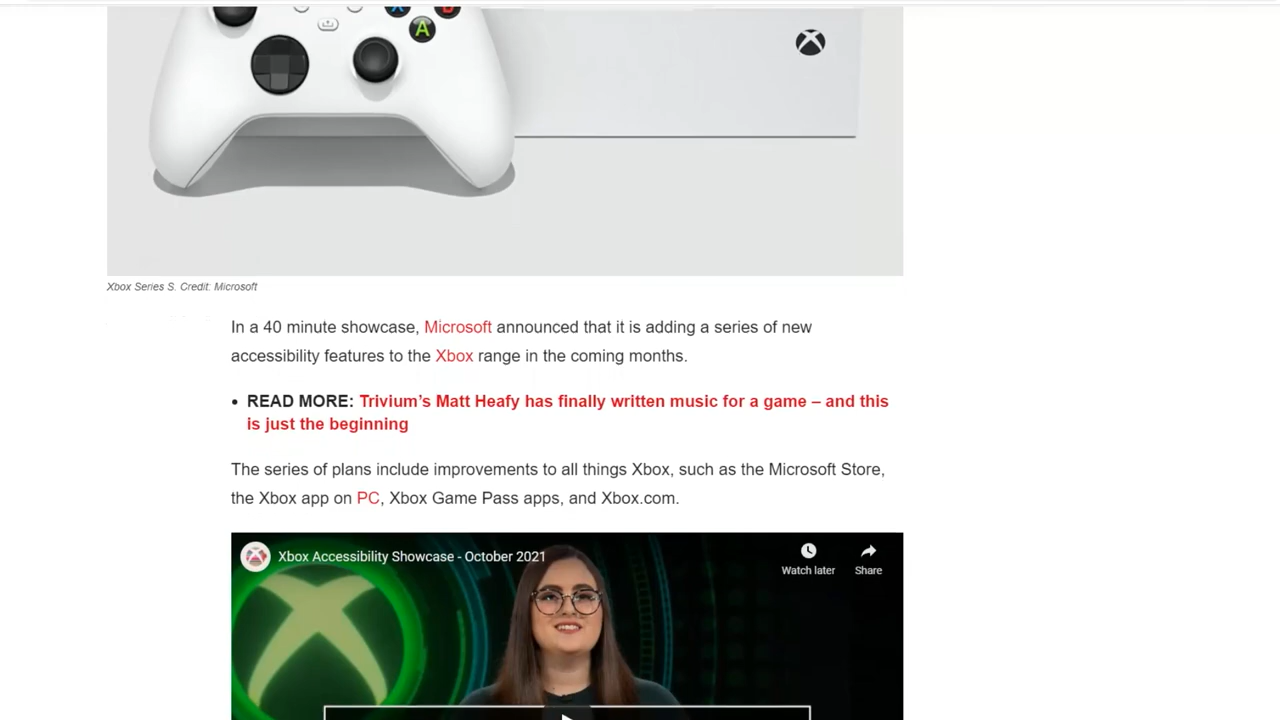 X B
A
Xbox Series S. Credit: Microsoft
In a 40 minute showcase, Microsoft announced that it is adding a series of new
accessibility features to the Xbox range in the coming months.
• READ MORE: Trivium’s Matt Heafy has finally written music for a game – and this
is just the beginning
The series of plans include improvements to all things Xbox, such as the Microsoft Store,
the Xbox app on PC, Xbox Game Pass apps, and Xbox.com.
Xbox Accessibility Showcase - October 2021
Watch later
Share